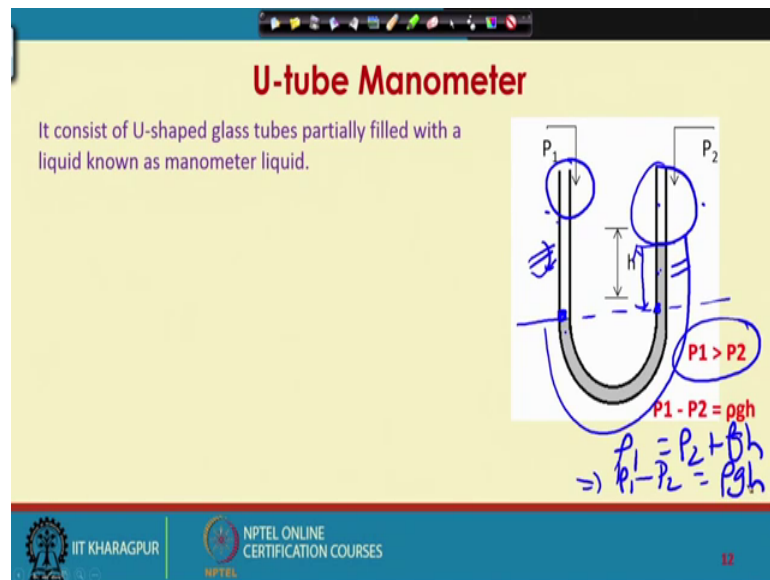 U-tube Manometer
It consist of U-shaped glass tubes partially filled with a
liquid known as manometer liquid.
P1
P2
h
P1 > P2
P1 - P2 = ρgh
P1 = P2 + ρgh
=) P1 - P2 = ρgh
IIT KHARAGPUR
NPTEL
NPTEL ONLINE
CERTIFICATION COURSES
12